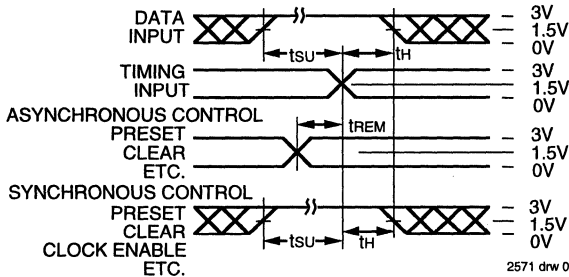 DATA
INPUT
tSU
tH
3V
1.5V
0V
TIMING
INPUT
3V
1.5V
0V
ASYNCHRONOUS CONTROL
PRESET
CLEAR
ETC.
tREM
3V
1.5V
0V
SYNCHRONOUS CONTROL
PRESET
CLEAR
CLOCK ENABLE
ETC.
tSU
tH
3V
1.5V
0V
2571 drw 0